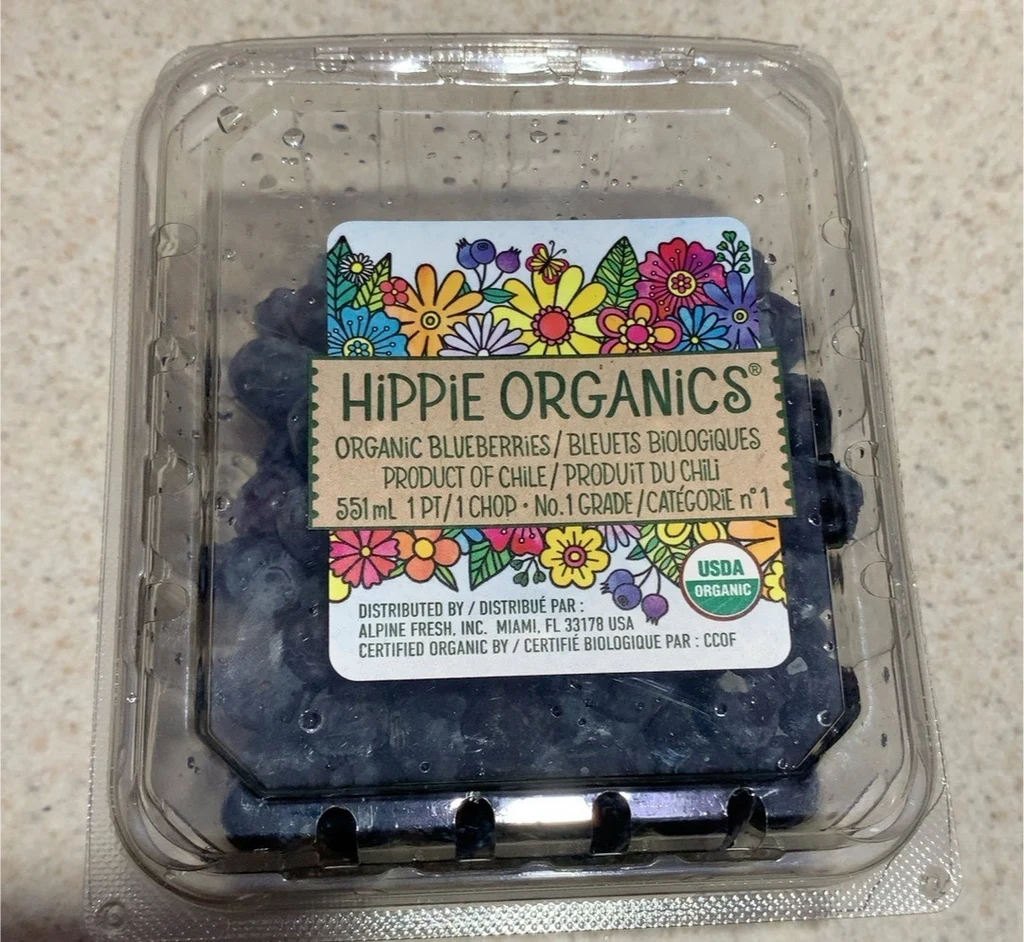 HiPPiE ORGANiCS®
ORGANIC BLUEBERRiES / BLEUETS BiOLOGiQUES
PRODUCT OF CHILE / PRODUiT DU CHiLi
551 mL 1 PT / 1 CHOP • No. 1 GRADE / CATÉGORiE n° 1
USDA
ORGANIC
DISTRIBUTED BY / DISTRIBUÉ PAR :
ALPINE FRESH, INC. MIAMI, FL 33178 USA
CERTIFIED ORGANIC BY / CERTIFIÉ BIOLOGIQUE PAR : CCOF